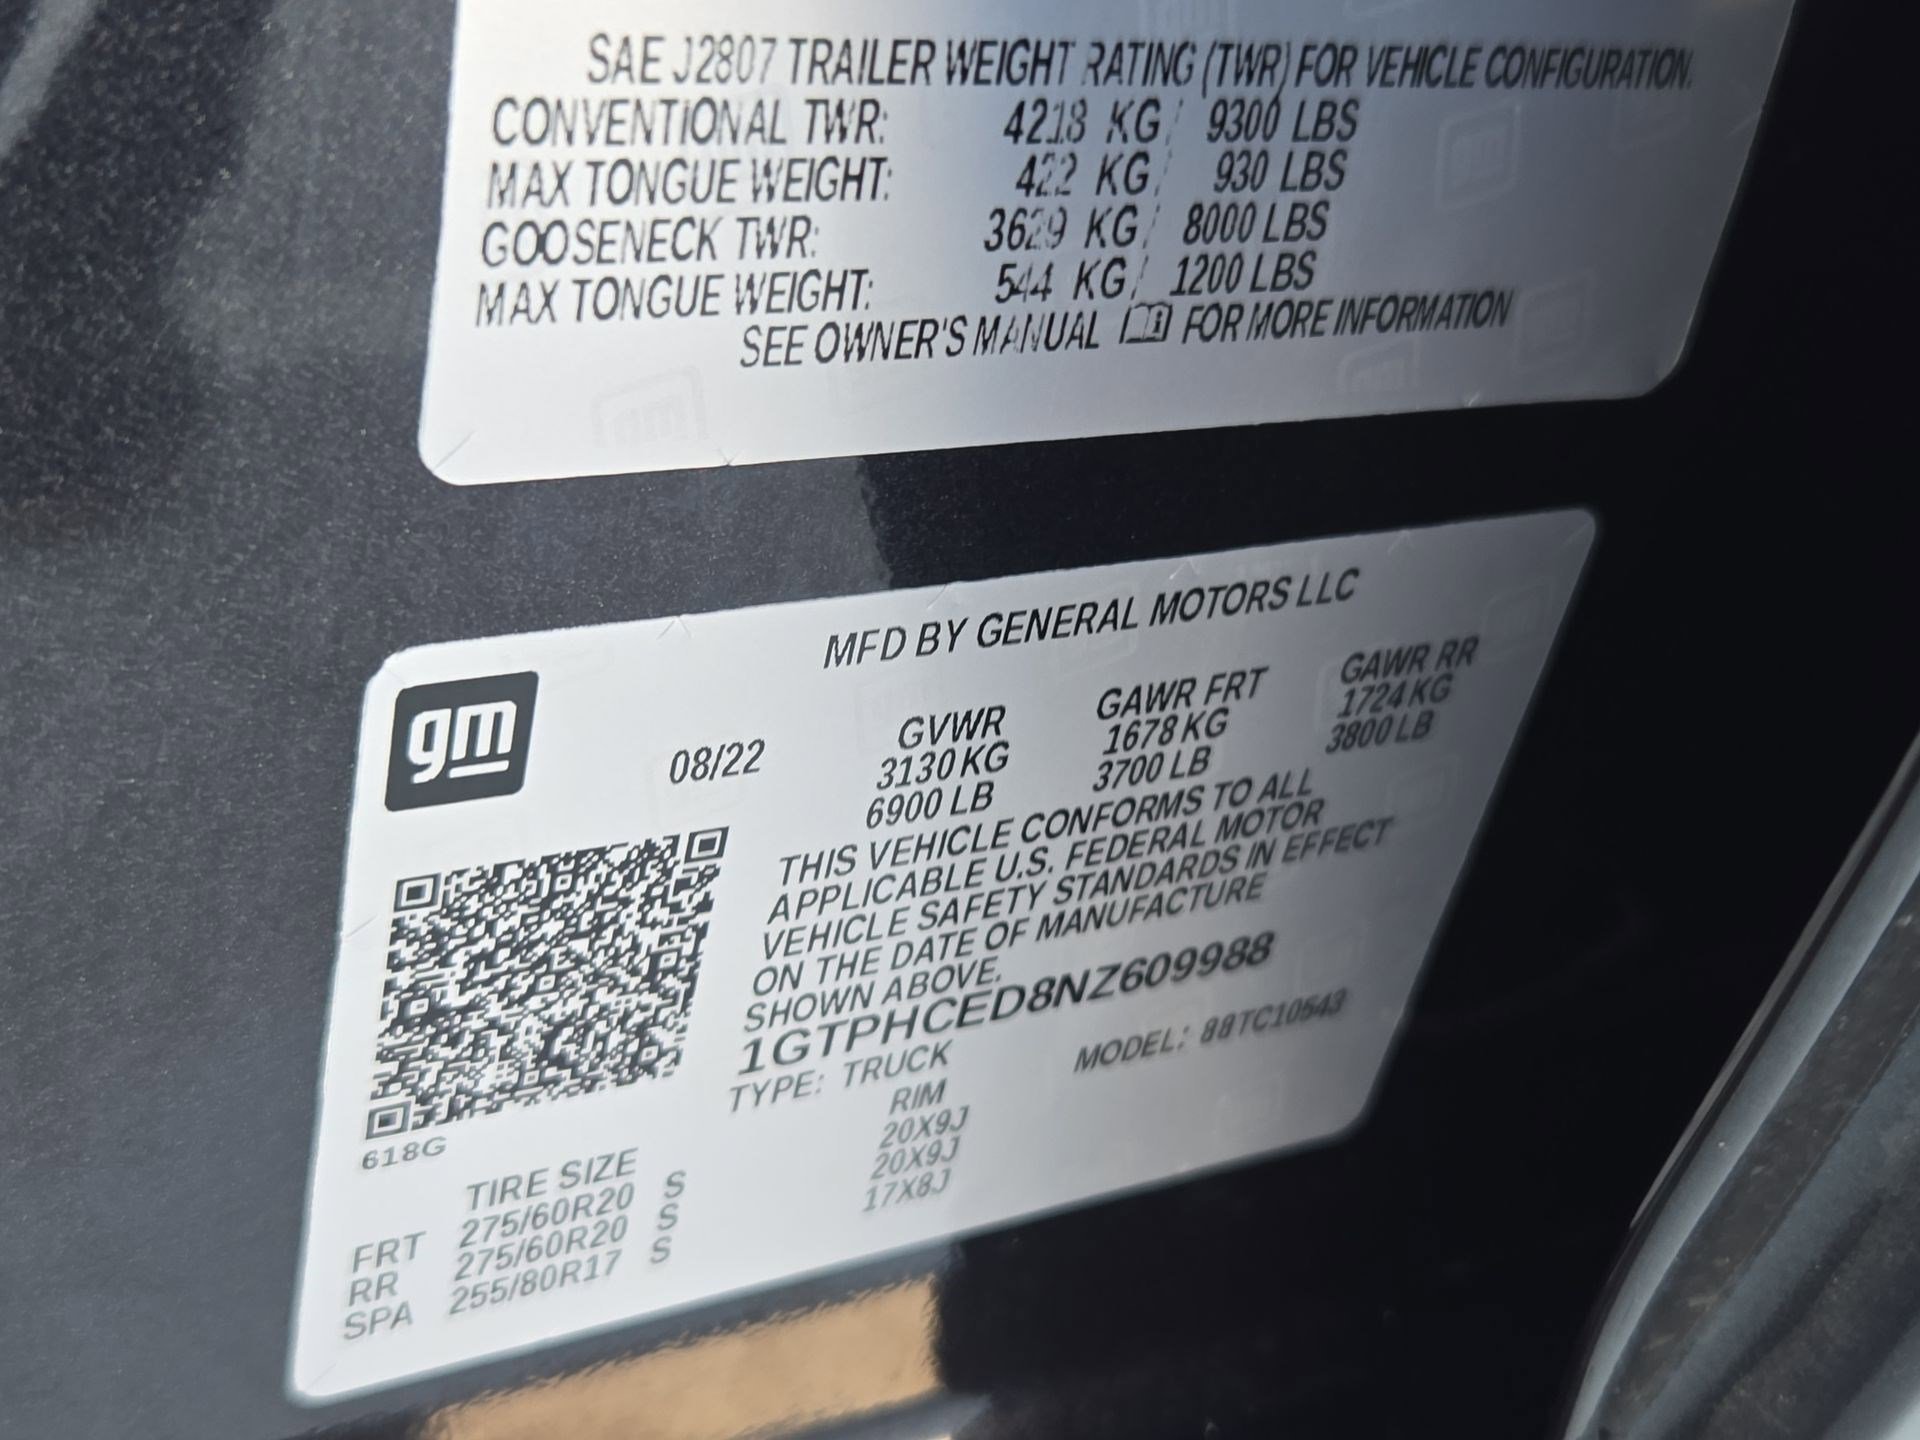 SAE J2807 TRAILER WEIGHT RATING (TWR) FOR VEHICLE CONFIGURATION.
CONVENTIONAL TWR: 4218 KG / 9300 LBS
MAX TONGUE WEIGHT: 422 KG / 930 LBS
GOOSENECK TWR: 3629 KG / 8000 LBS
MAX TONGUE WEIGHT: 544 KG / 1200 LBS
SEE OWNER'S MANUAL FOR MORE INFORMATION
MFD BY GENERAL MOTORS LLC
gm
08/22
GVWR GAWR FRT GAWR RR
3130 KG 1678 KG 1724 KG
6900 LB 3700 LB 3800 LB
THIS VEHICLE CONFORMS TO ALL
APPLICABLE U.S. FEDERAL MOTOR
VEHICLE SAFETY STANDARDS IN EFFECT
ON THE DATE OF MANUFACTURE
SHOWN ABOVE.
1GTPHCED8NZ609988
TYPE: TRUCK MODEL: 88TC10543
618G
TIRE SIZE RIM
FRT 275/60R20 S 20X9J
RR 275/60R20 S 20X9J
SPA 255/80R17 S 17X8J